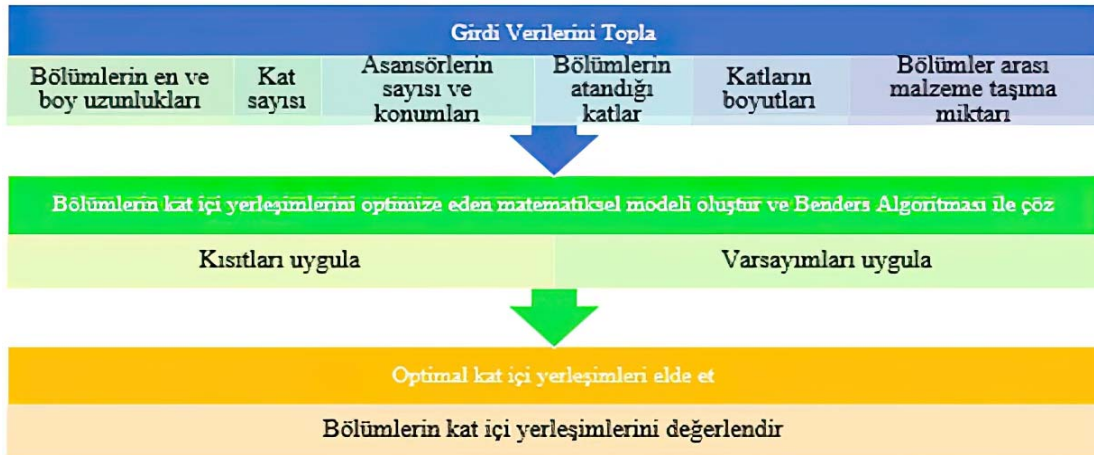 Girdi Verilerini Topla
Bölümlerin en ve
boy uzunlukları
Kat
sayısı
Asansörlerin
sayısı ve
konumları
Bölümlerin
atandığı
katlar
Katların
boyutları
Bölümler arası
malzeme taşıma
miktarı
Bölümlerin kat içi yerleşimlerini optimize eden matematiksel modeli oluştur ve Benders Algoritması ile çöz
Kısıtları uygula
Varsayımları uygula
Optimal kat içi yerleşimleri elde et
Bölümlerin kat içi yerleşimlerini değerlendir